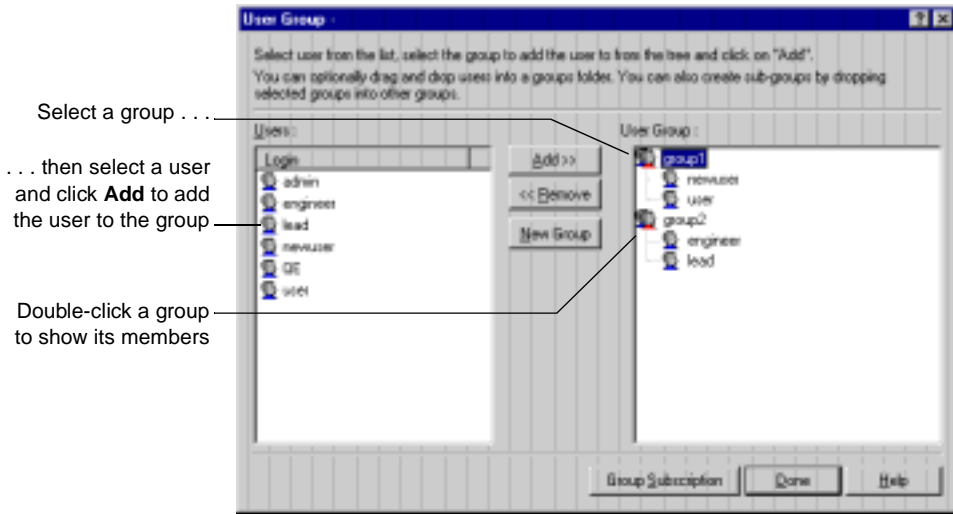 User Group -
Select user from the list, select the group to add the user to from the tree and click on "Add".
You can optionally drag and drop users into a groups folder. You can also create sub-groups by dropping
selected groups into other groups.
Select a group . . .
. . . then select a user
and click Add to add
the user to the group
Double-click a group
to show its members
Users :
Login
admin
engineer
lead
newuser
QE
user
Add >>
<< Remove
New Group
User Group :
group1
newuser
user
group2
engineer
lead
Group Subscription
Done
Help